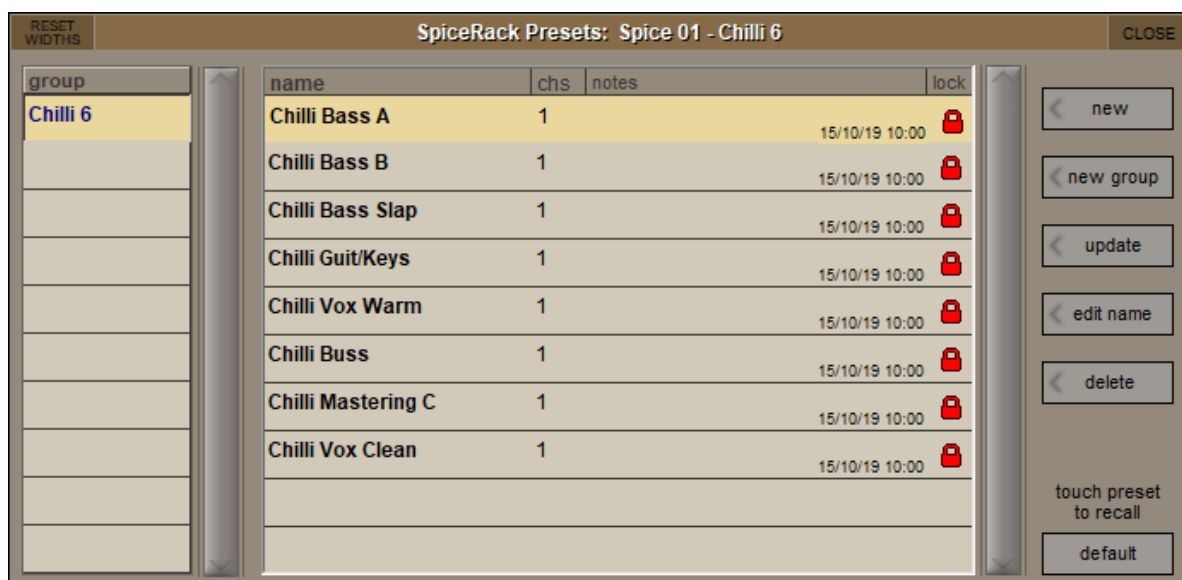 RESET
WIDTHS
SpiceRack Presets: Spice 01 - Chilli 6
CLOSE
group
Chilli 6
name chs notes lock
Chilli Bass A 1 15/10/19 10:00
Chilli Bass B 1 15/10/19 10:00
Chilli Bass Slap 1 15/10/19 10:00
Chilli Guit/Keys 1 15/10/19 10:00
Chilli Vox Warm 1 15/10/19 10:00
Chilli Buss 1 15/10/19 10:00
Chilli Mastering C 1 15/10/19 10:00
Chilli Vox Clean 1 15/10/19 10:00
new
new group
update
edit name
delete
touch preset
to recall
default